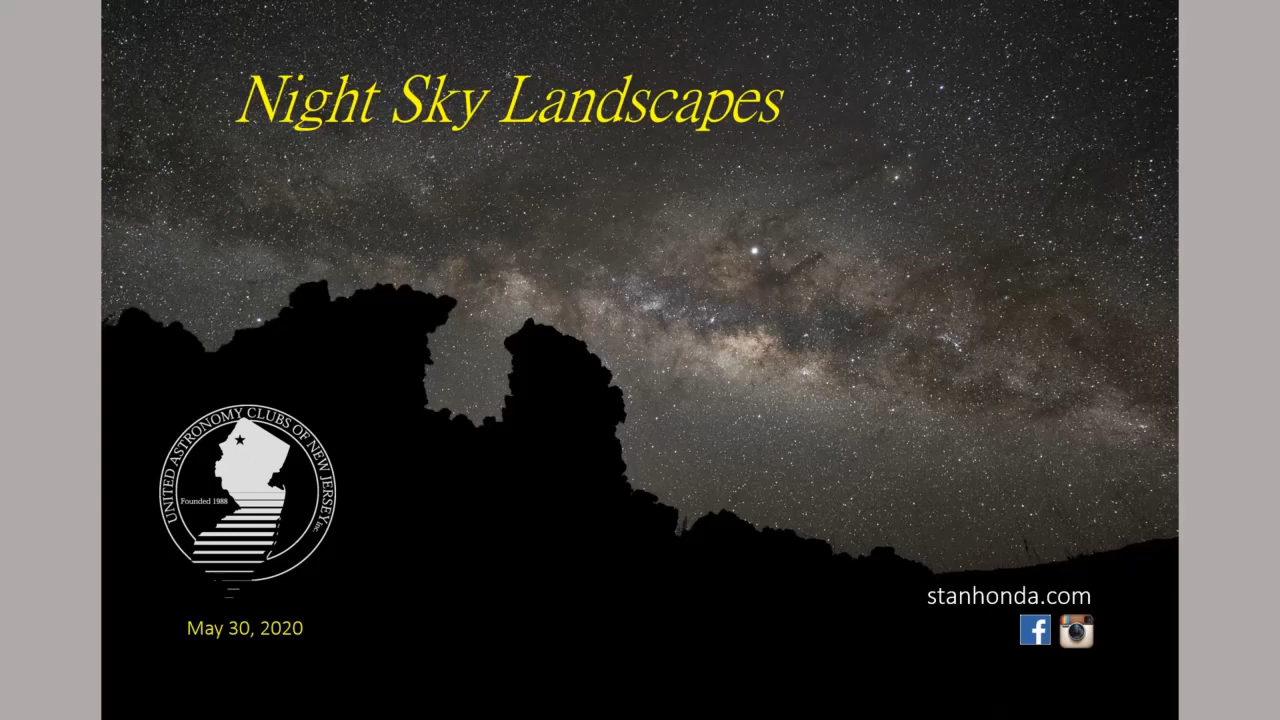 Night Sky Landscapes
UNITED ASTRONOMY CLUBS OF NEW JERSEY Inc.
Founded 1988
stanhonda.com
May 30, 2020